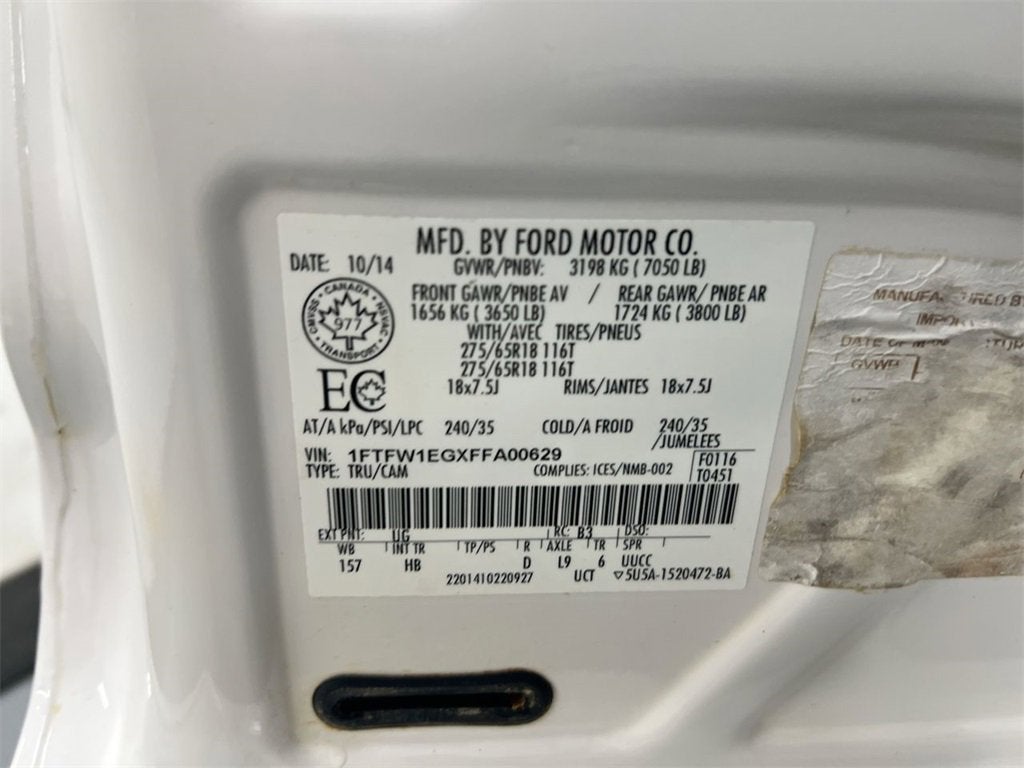 MFD. BY FORD MOTOR CO.
DATE: 10/14 GVWR/PNBV: 3198 KG ( 7050 LB)
FRONT GAWR/PNBE AV / REAR GAWR/ PNBE AR
1656 KG ( 3650 LB) 1724 KG ( 3800 LB)
WITH/AVEC TIRES/PNEUS
275/65R18 116T
275/65R18 116T
18x7.5J RIMS/JANTES 18x7.5J
CANADA
CMVSS NSVAC
977
TRANSPORT
EC
AT/A kPa/PSI/LPC 240/35 COLD/A FROID 240/35
/JUMELEES
VIN: 1FTFW1EGXFFA00629 F0116
TYPE: TRU/CAM COMPLIES: ICES/NMB-002 T0451
EXT PNT: UG RC: B3 DSO:
WB INT TR TP/PS R AXLE TR SPR
157 HB D L9 6 UUCC
2201410220927 UCT ▽5U5A-1520472-BA
DATE OF
GVWR